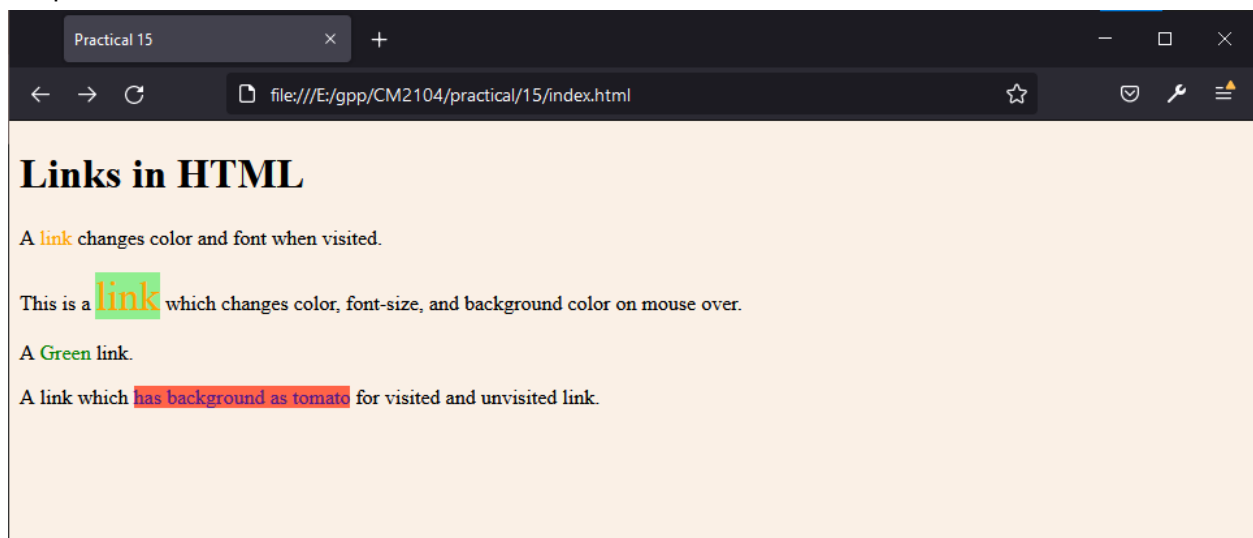 Practical 15
file:///E:/gpp/CM2104/practical/15/index.html
Links in HTML
A link changes color and font when visited.
This is a link which changes color, font-size, and background color on mouse over.
A Green link.
A link which has background as tomato for visited and unvisited link.